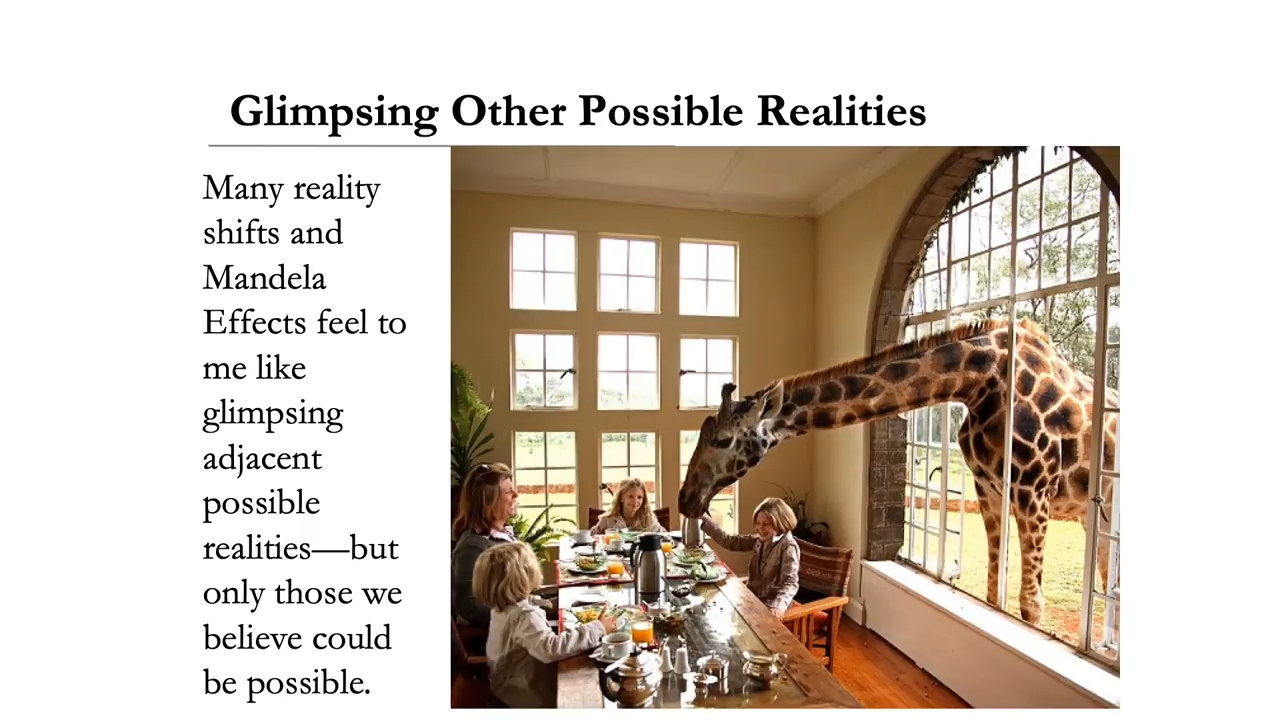 Glimpsing Other Possible Realities
Many reality
shifts and
Mandela
Effects feel to
me like
glimpsing
adjacent
possible
realities—but
only those we
believe could
be possible.